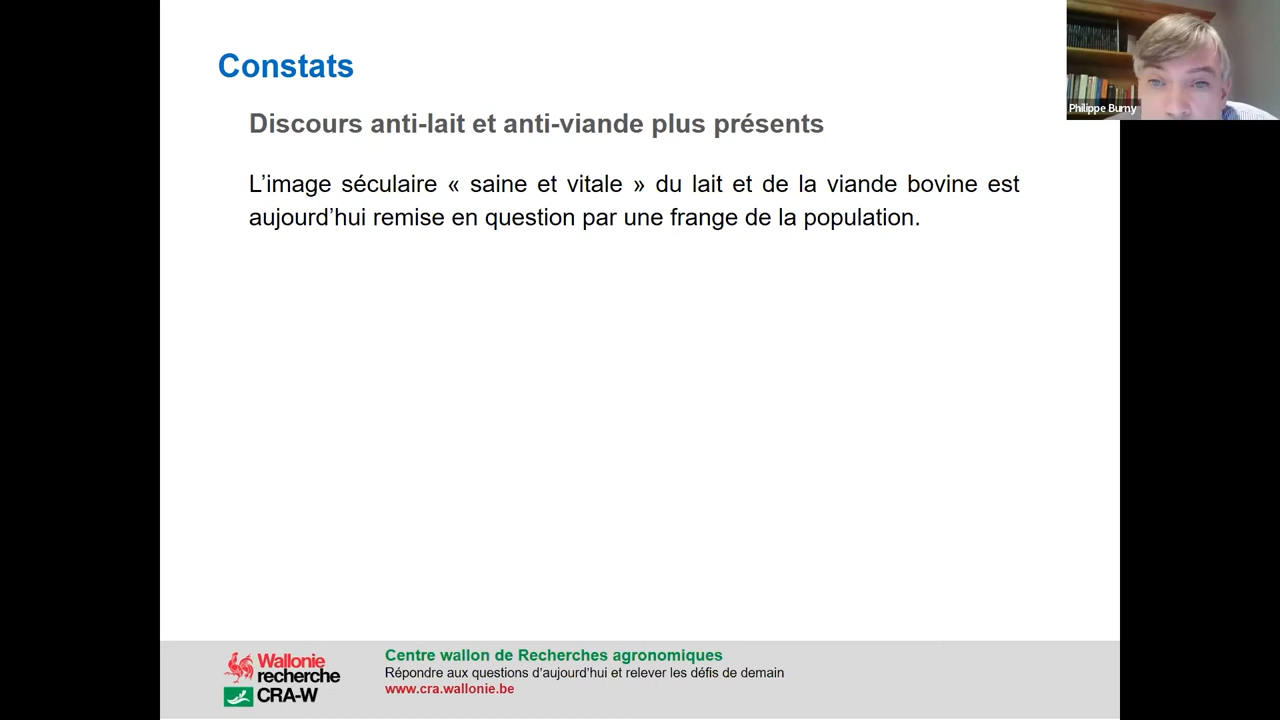 Constats
Discours anti-lait et anti-viande plus présents
L’image séculaire « saine et vitale » du lait et de la viande bovine est
aujourd’hui remise en question par une frange de la population.
Philippe Burny
Wallonie
recherche
CRA-W
Centre wallon de Recherches agronomiques
Répondre aux questions d’aujourd’hui et relever les défis de demain
www.cra.wallonie.be